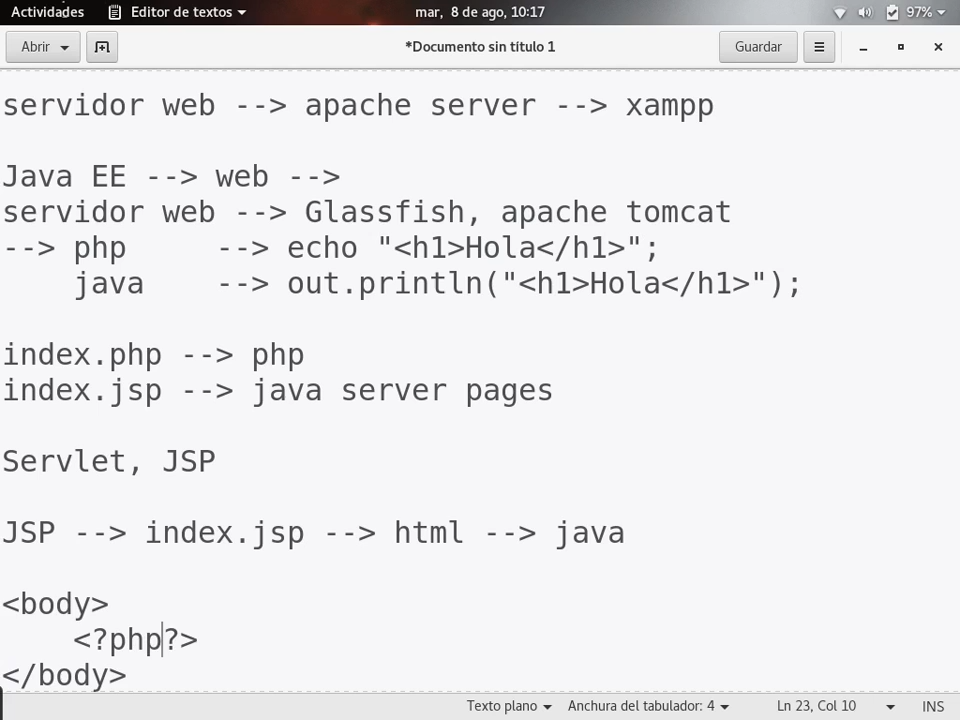 Actividades Editor de textos mar, 8 de ago, 10:17 97%
Abrir *Documento sin título 1 Guardar
servidor web --> apache server --> xampp
Java EE --> web -->
servidor web --> Glassfish, apache tomcat
--> php     --> echo "<h1>Hola</h1>";
    java    --> out.println("<h1>Hola</h1>");
index.php --> php
index.jsp --> java server pages
Servlet, JSP
JSP --> index.jsp --> html --> java
<body>
    <?php?>
</body>
Texto plano Anchura del tabulador: 4 Ln 23, Col 10 INS